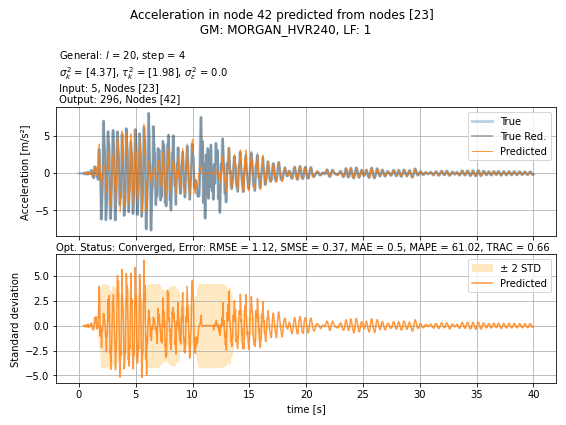 Acceleration in node 42 predicted from nodes [23]
GM: MORGAN_HVR240, LF: 1
General: l = 20, step = 4
σ²ₖ = [4.37], τ²ₖ = [1.98], σ²ε = 0.0
Input: 5, Nodes [23]
Output: 296, Nodes [42]
Acceleration [m/s²]
5
0
−5
True
True Red.
Predicted
Opt. Status: Converged, Error: RMSE = 1.12, SMSE = 0.37, MAE = 0.5, MAPE = 61.02, TRAC = 0.66
Standard deviation
5.0
2.5
0.0
−2.5
−5.0
± 2 STD
Predicted
0 5 10 15 20 25 30 35 40
time [s]